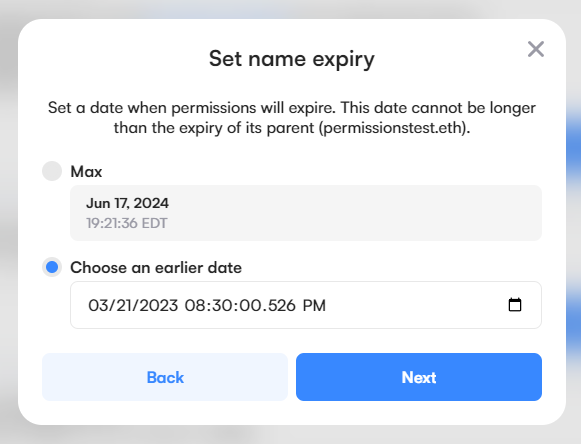 Set name expiry
Set a date when permissions will expire. This date cannot be longer
than the expiry of its parent (permissionstest.eth).
Max
Jun 17, 2024
19:21:36 EDT
Choose an earlier date
03/21/2023 08:30:00.526 PM
Back
Next